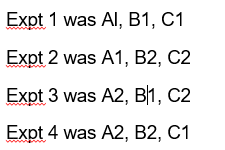 Expt 1 was Al, B1, C1
Expt 2 was A1, B2, C2
Expt 3 was A2, B1, C2
Expt 4 was A2, B2, C1